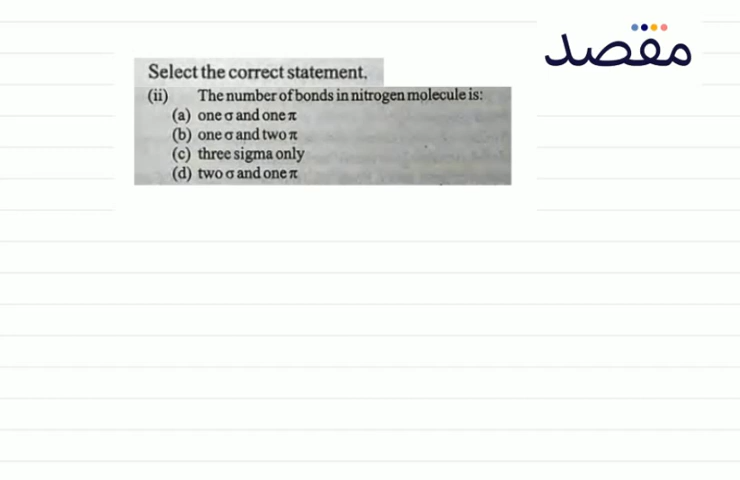 مقصد
Select the correct statement.
(ii) The number of bonds in nitrogen molecule is:
(a) one σ and one π
(b) one σ and two π
(c) three sigma only
(d) two σ and one π